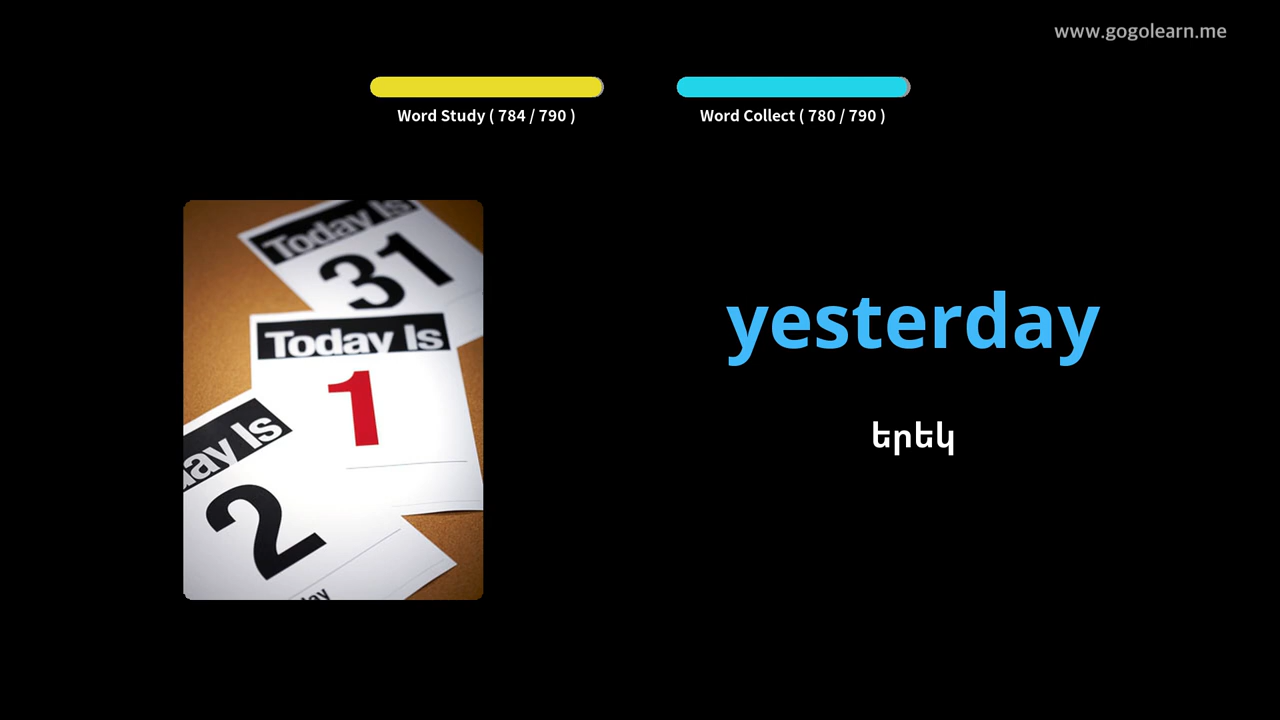 www.gogolearn.me
Word Study ( 784 / 790 )
Word Collect ( 780 / 790 )
Today Is
31
Today Is
1
ay Is
2
yesterday
երեկ